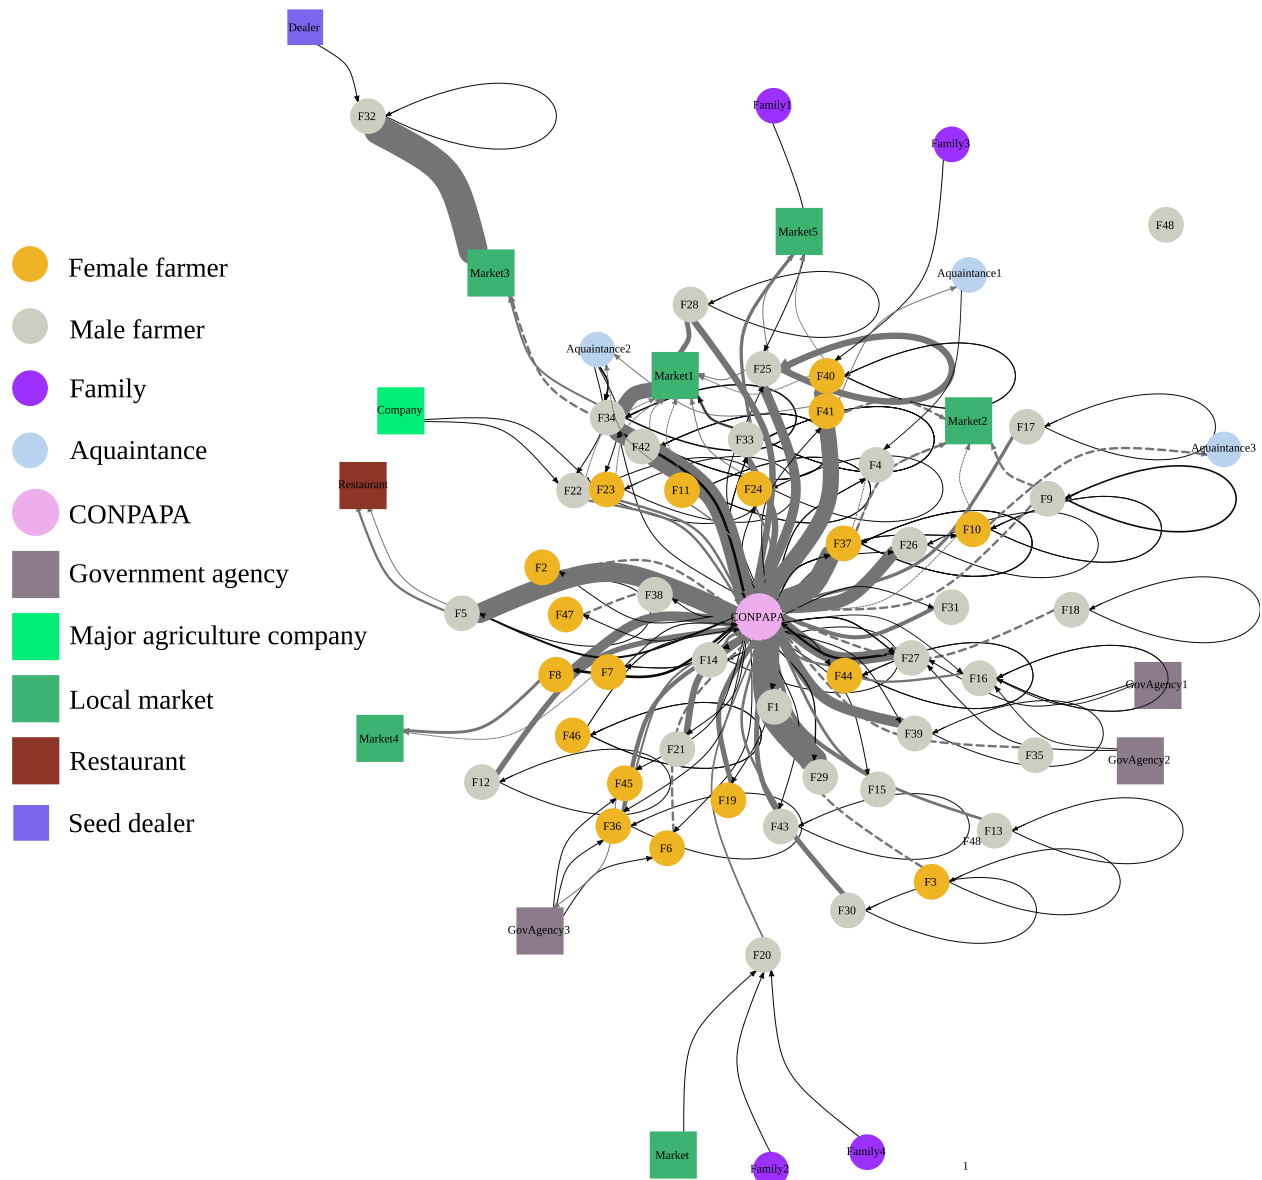 Dealer
F32
Family1
Family3
Market5
F48
Market3
Aquaintance1
F28
Aquaintance2
Market1
F25
F40
Female farmer
Male farmer
Family
Aquaintance
CONPAPA
Government agency
Major agriculture company
Local market
Restaurant
Seed dealer
Company
F34
F41
Market2
F17
F42
F33
Aquaintance3
F4
Restaurant
F22
F23
F11
F24
F9
F10
F37
F26
F2
F38
F5
F47
CONPAPA
F31
F18
F14
F27
F8
F7
F44
F16
GovAgency1
F1
Market4
F46
F21
F39
F35
GovAgency2
F12
F45
F29
F15
F19
F36
F43
F13
F48
F6
F3
F30
GovAgency3
F20
Market
Family2
Family4
1